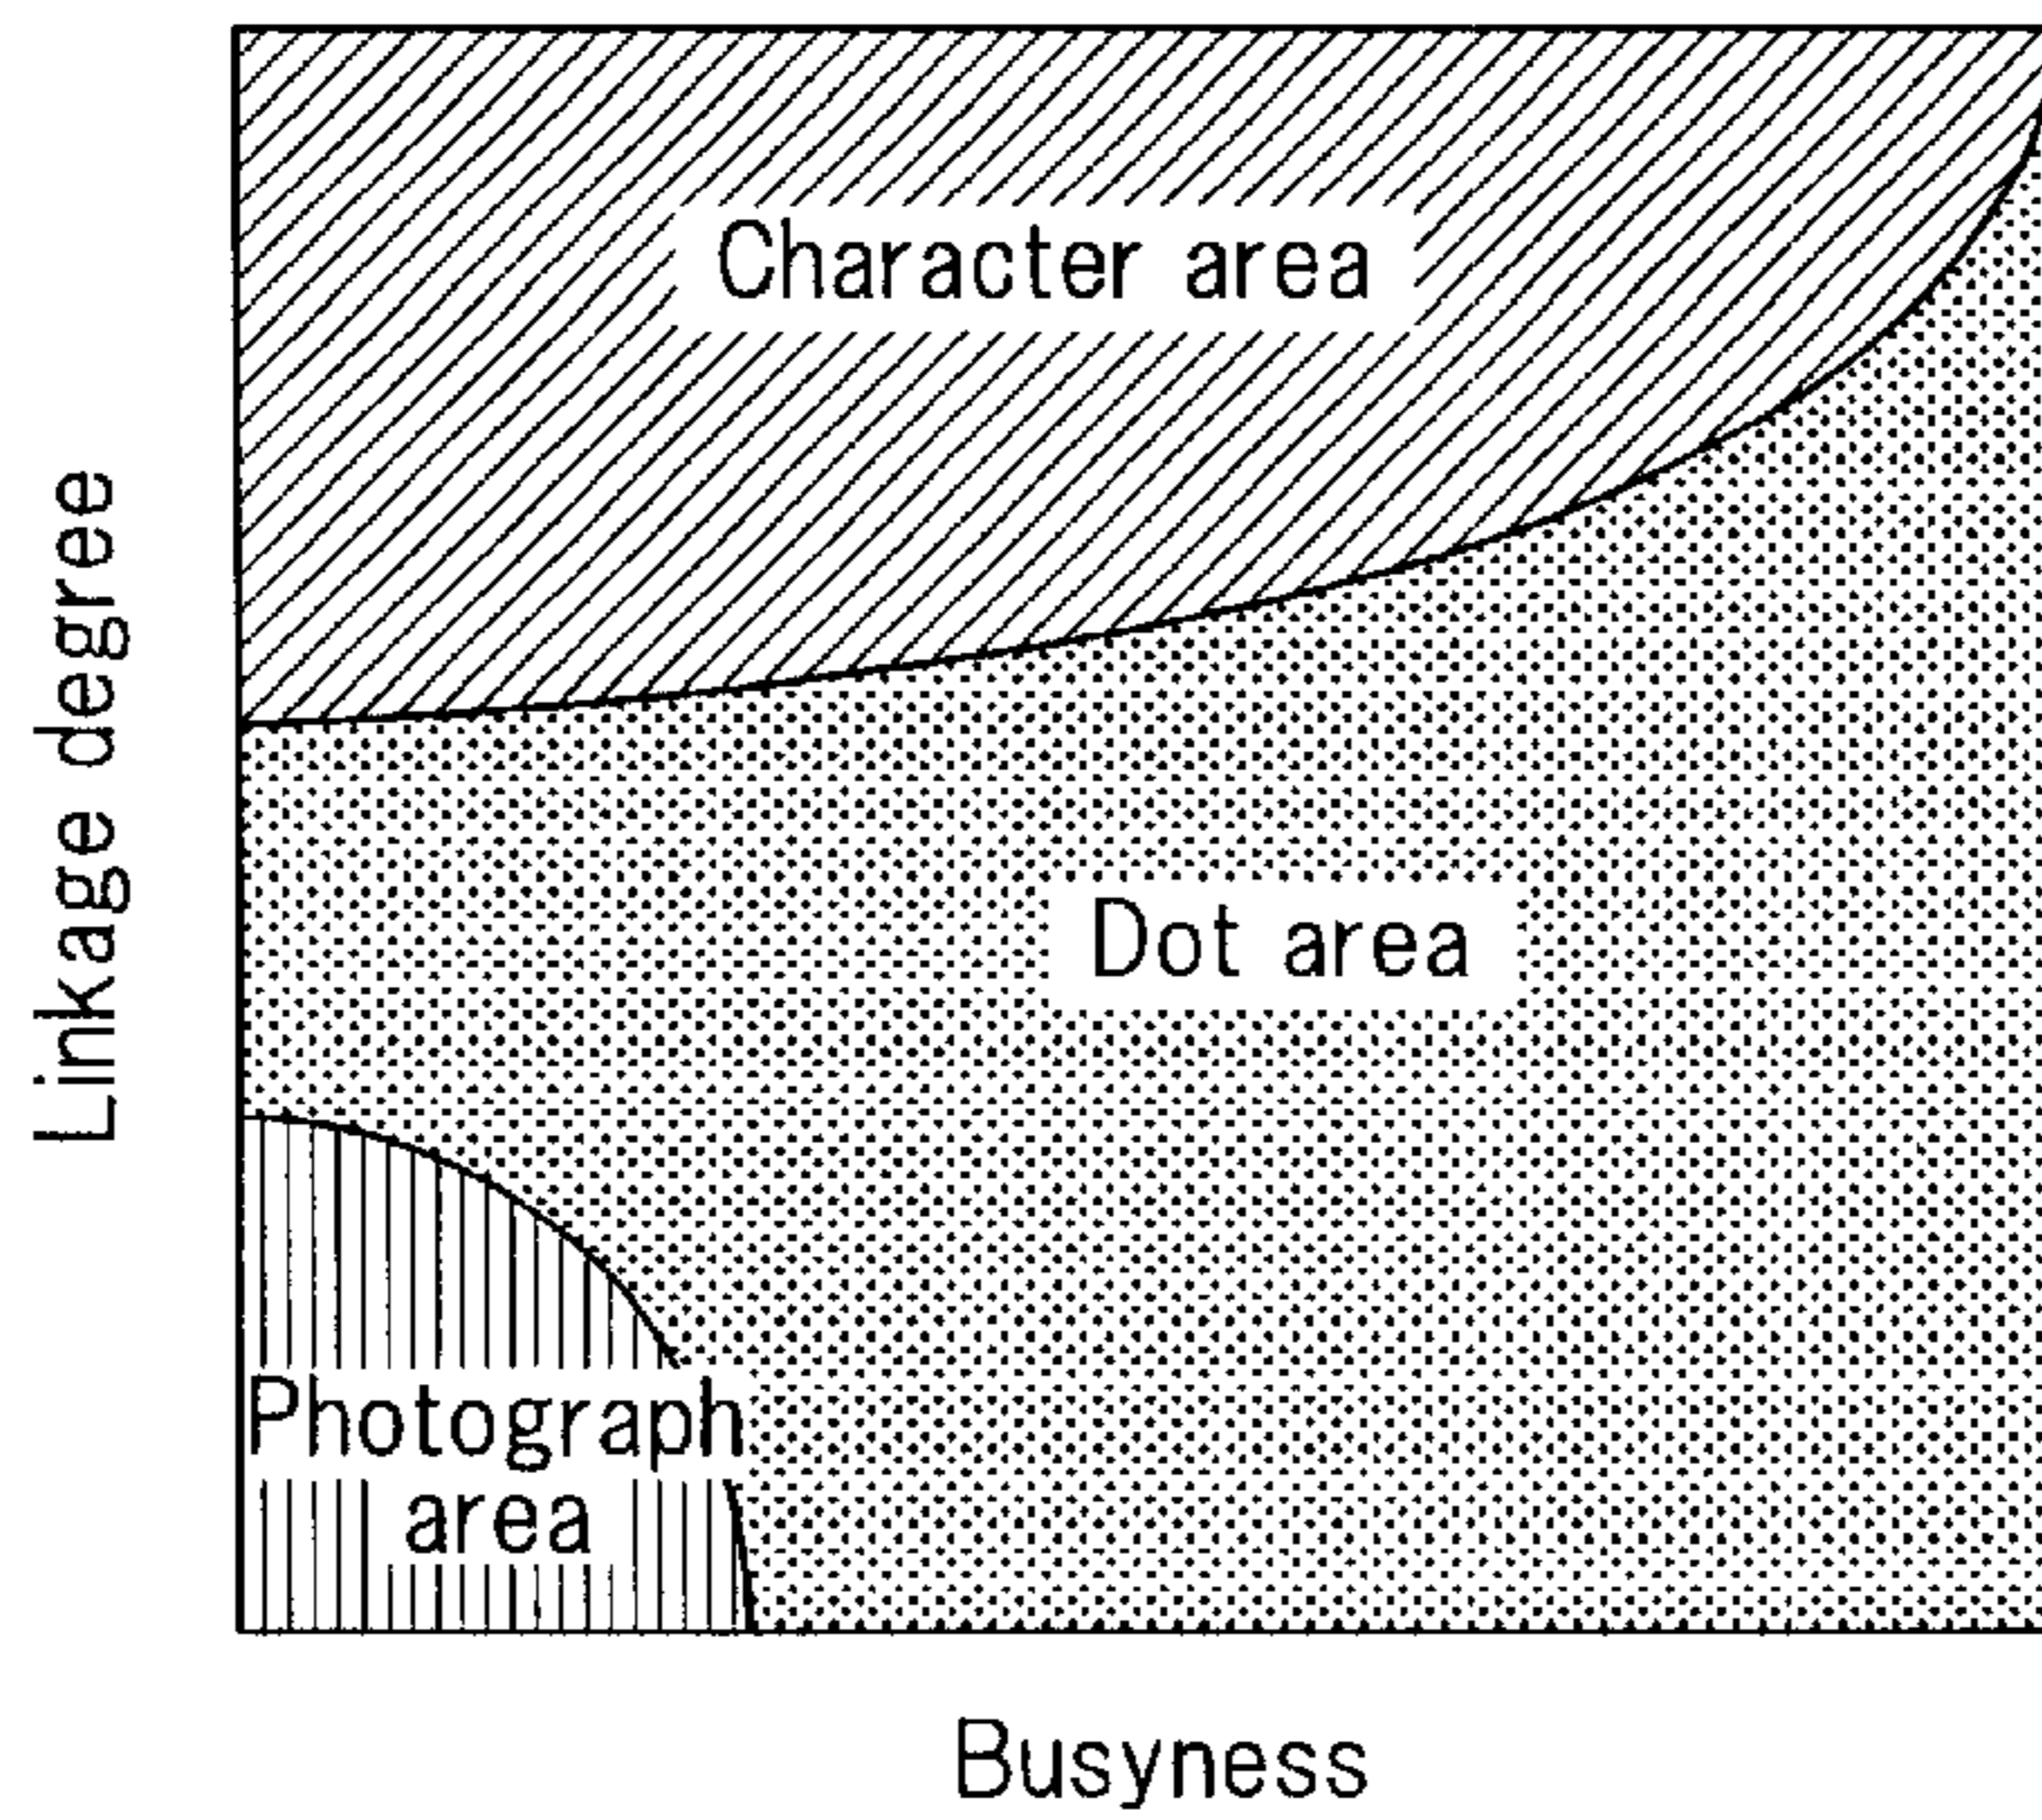 Character area
Linkage degree
Dot area
Photograph
area
Busyness